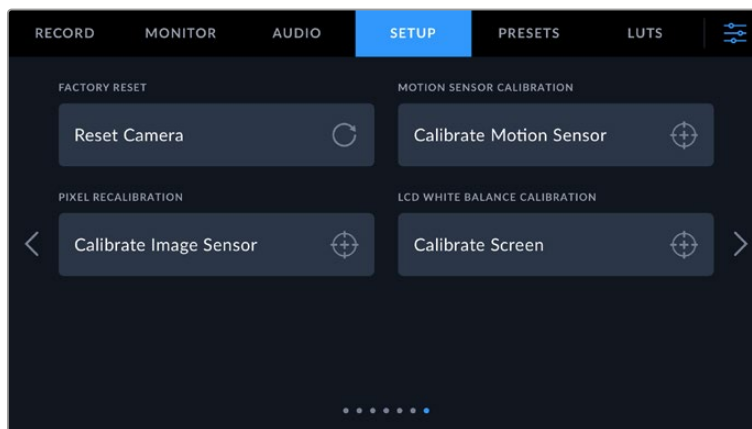 RECORD MONITOR AUDIO SETUP PRESETS LUTS
FACTORY RESET MOTION SENSOR CALIBRATION
Reset Camera Calibrate Motion Sensor
PIXEL RECALIBRATION LCD WHITE BALANCE CALIBRATION
Calibrate Image Sensor Calibrate Screen